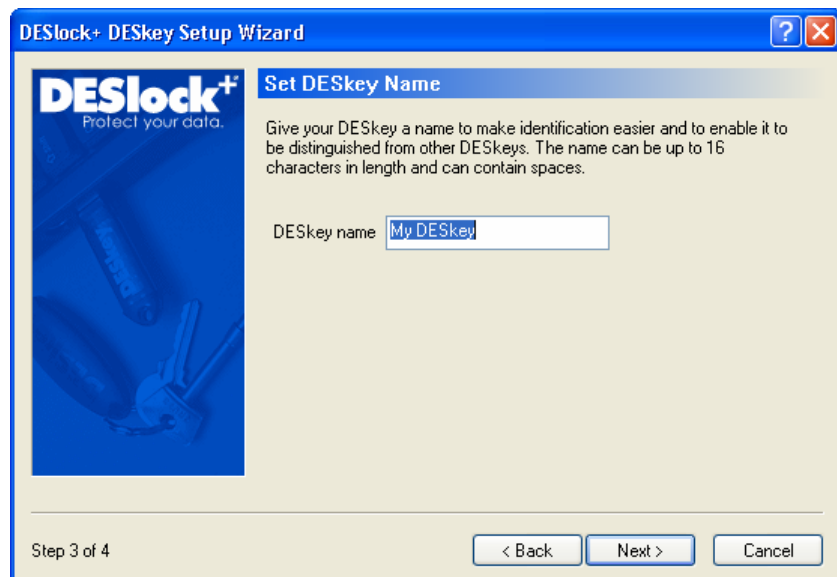 DESlock+ DESkey Setup Wizard
DESlock+
Protect your data.
Set DESkey Name
Give your DESkey a name to make identification easier and to enable it to
be distinguished from other DESkeys. The name can be up to 16
characters in length and can contain spaces.
DESkey name My DESkey
DESkey
Step 3 of 4
< Back Next > Cancel